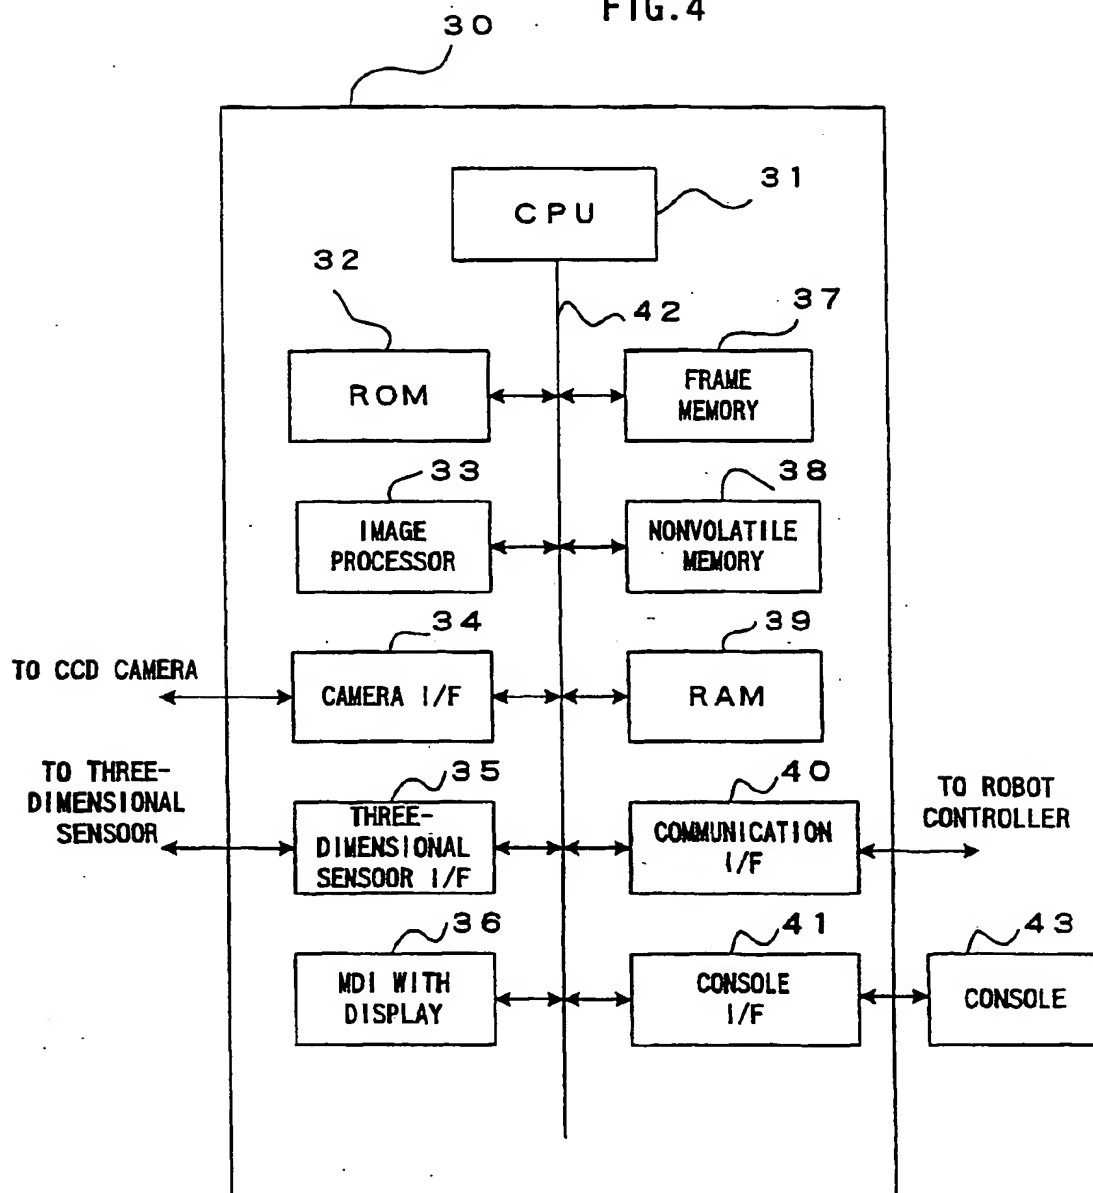 FIG.4
30
31
CPU
32
42
37
ROM
FRAME
MEMORY
33
38
IMAGE
PROCESSOR
NONVOLATILE
MEMORY
34
39
TO CCD CAMERA
CAMERA I/F
RAM
TO THREE-
DIMENSIONAL
SENSOOR
35
THREE-
DIMENSIONAL
SENSOOR I/F
40
COMMUNICATION
I/F
TO ROBOT
CONTROLLER
36
MDI WITH
DISPLAY
41
CONSOLE
I/F
43
CONSOLE